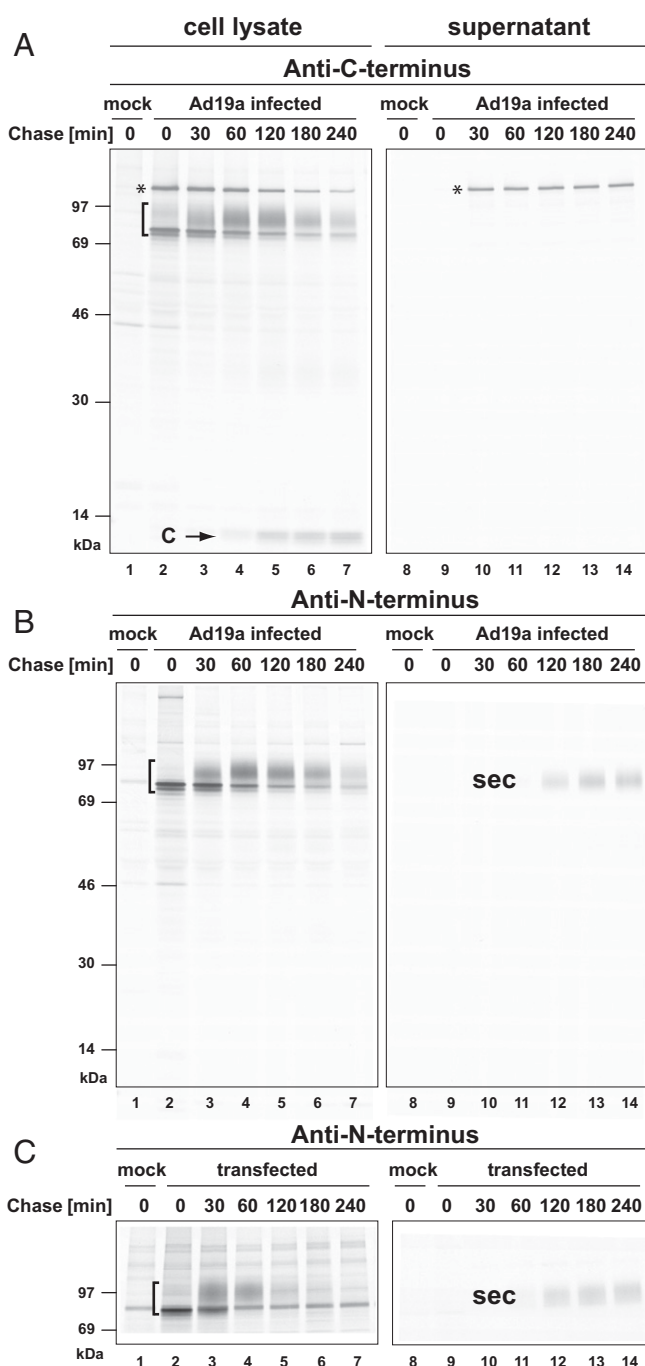 cell lysate supernatant
A
Anti-C-terminus
mock Ad19a infected Ad19a infected
Chase [min] 0 0 30 60 120 180 240 0 0 30 60 120 180 240
* *
97
69
46
30
14
C
kDa
1 2 3 4 5 6 7 8 9 10 11 12 13 14
B
Anti-N-terminus
mock Ad19a infected mock Ad19a infected
Chase [min] 0 0 30 60 120 180 240 0 0 30 60 120 180 240
97
sec
69
46
30
14
kDa
1 2 3 4 5 6 7 8 9 10 11 12 13 14
Anti-N-terminus
C
mock transfected mock transfected
Chase [min] 0 0 30 60 120 180 240 0 0 30 60 120 180 240
97
sec
69
1 2 3 4 5 6 7 8 9 10 11 12 13 14